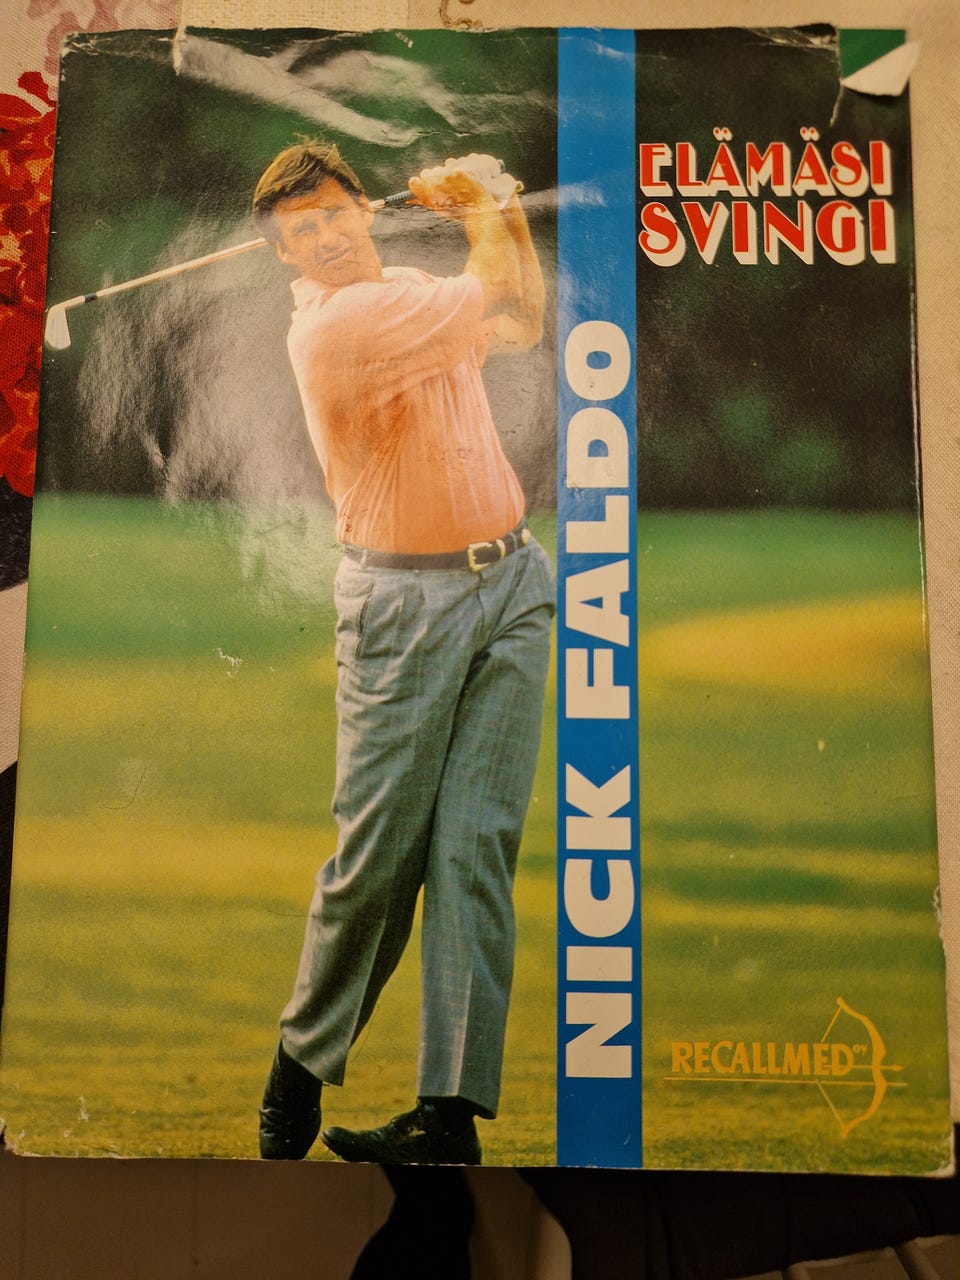 ELÄMÄSI
SVINGI
NICK FALDO
RECALLMED OY